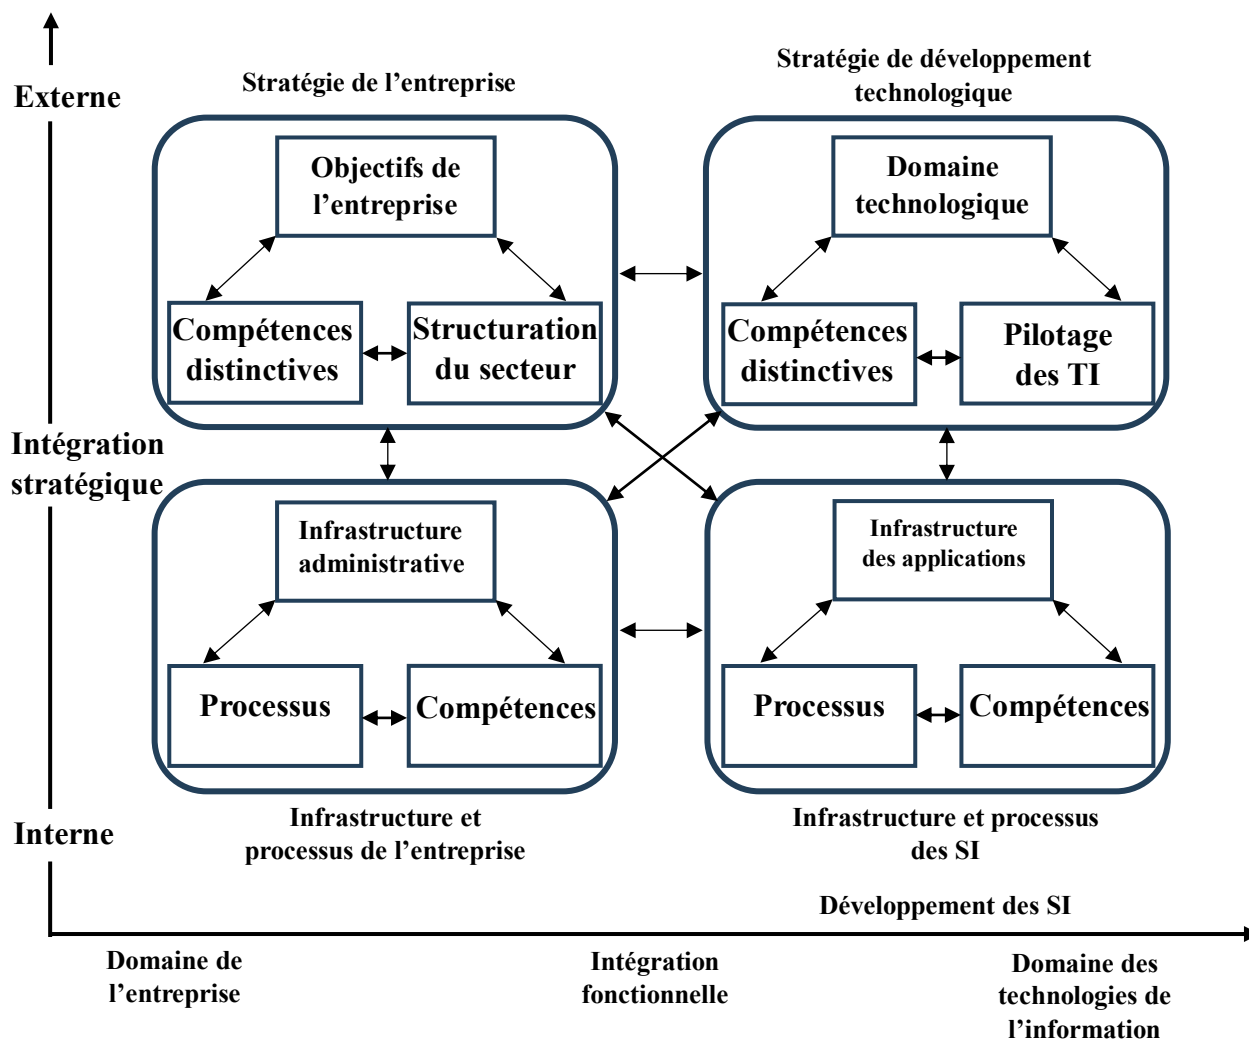 Externe
Stratégie de l’entreprise
Stratégie de développement
technologique
Objectifs de
l’entreprise
Compétences
distinctives
Structuration
du secteur
Domaine
technologique
Compétences
distinctives
Pilotage
des TI
Intégration
stratégique
Infrastructure
administrative
Processus
Compétences
Infrastructure
des applications
Processus
Compétences
Interne
Infrastructure et
processus de l’entreprise
Infrastructure et processus
des SI
Développement des SI
Domaine de
l’entreprise
Intégration
fonctionnelle
Domaine des
technologies de
l’information